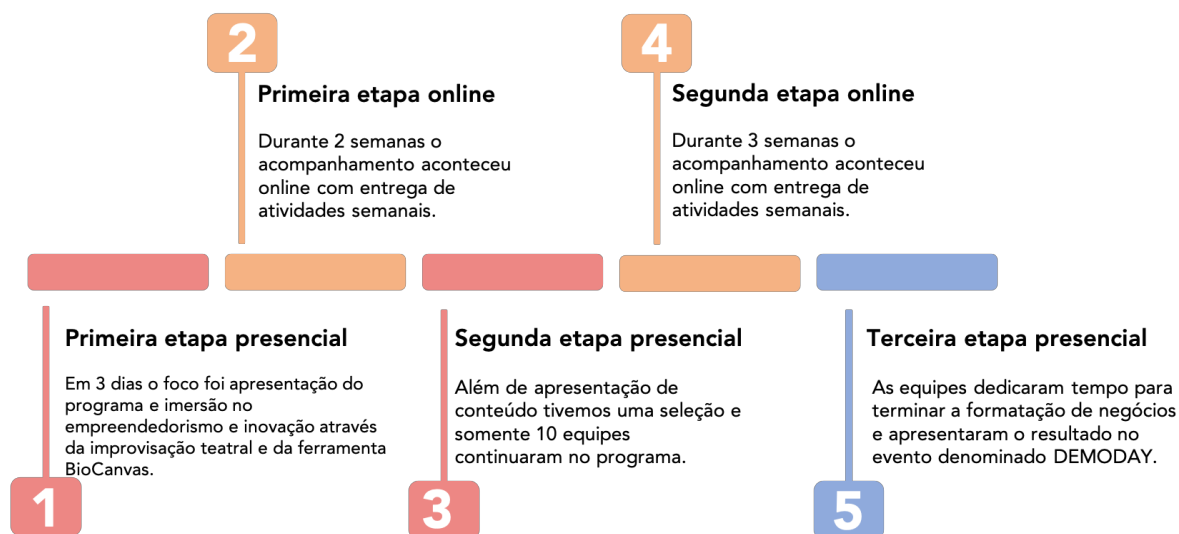 2
Primeira etapa online
Durante 2 semanas o
acompanhamento aconteceu
online com entrega de
atividades semanais.
4
Segunda etapa online
Durante 3 semanas o
acompanhamento aconteceu
online com entrega de
atividades semanais.
Primeira etapa presencial
Em 3 dias o foco foi apresentação do
programa e imersão no
empreendedorismo e inovação através
da improvisação teatral e da ferramenta
BioCanvas.
1
Segunda etapa presencial
Além de apresentação de
conteúdo tivemos uma seleção e
somente 10 equipes
continuaram no programa.
3
Terceira etapa presencial
As equipes dedicaram tempo para
terminar a formatação de negócios
e apresentaram o resultado no
evento denominado DEMODAY.
5